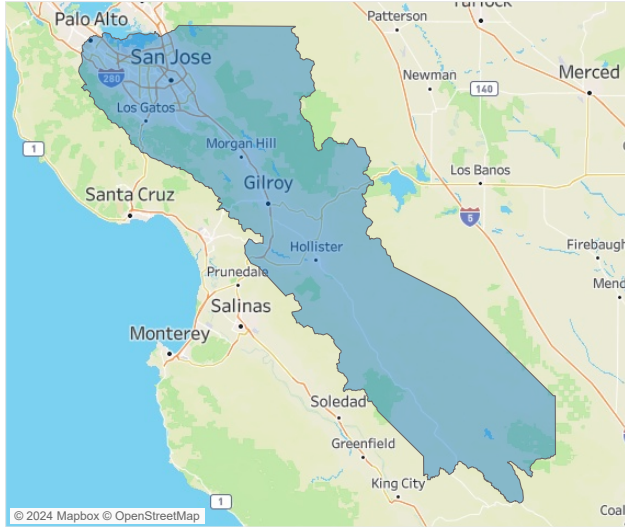 Palo Alto
Patterson
San Jose
280
Newman
Merced
140
Los Gatos
1
Morgan Hill
Los Banos
Gilroy
Santa Cruz
5
Hollister
Firebaugh
Prunedale
Mend
Salinas
Monterey
Soledad
Greenfield
King City
1
Coal
© 2024 Mapbox © OpenStreetMap